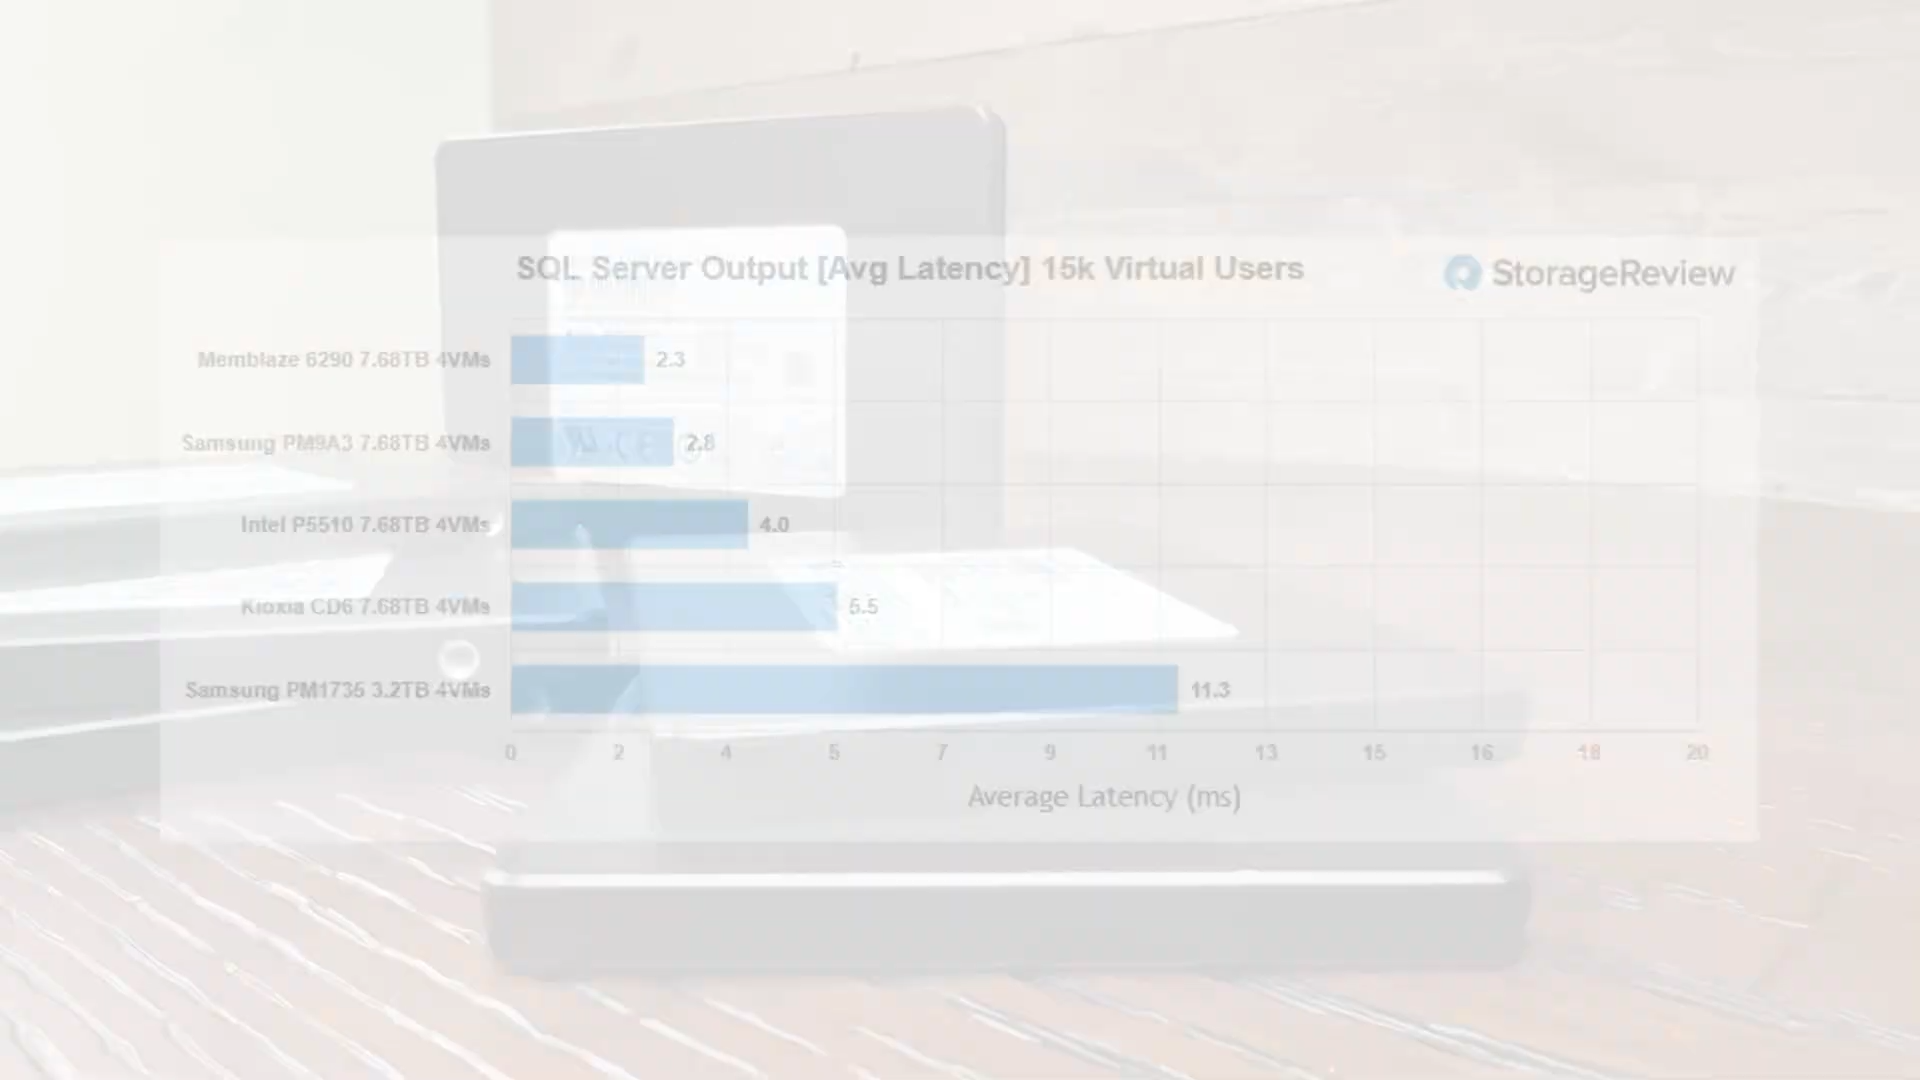 SQL Server Output [Avg Latency] 15k Virtual Users
StorageReview
Memblaze 6290 7.68TB 4VMs
2.3
Samsung PM9A3 7.68TB 4VMs
2.8
Intel P5510 7.68TB 4VMs
4.0
Kioxia CD6 7.68TB 4VMs
5.5
Samsung PM1735 3.2TB 4VMs
11.3
0 2 4 5 7 9 11 13 15 16 18 20
Average Latency (ms)